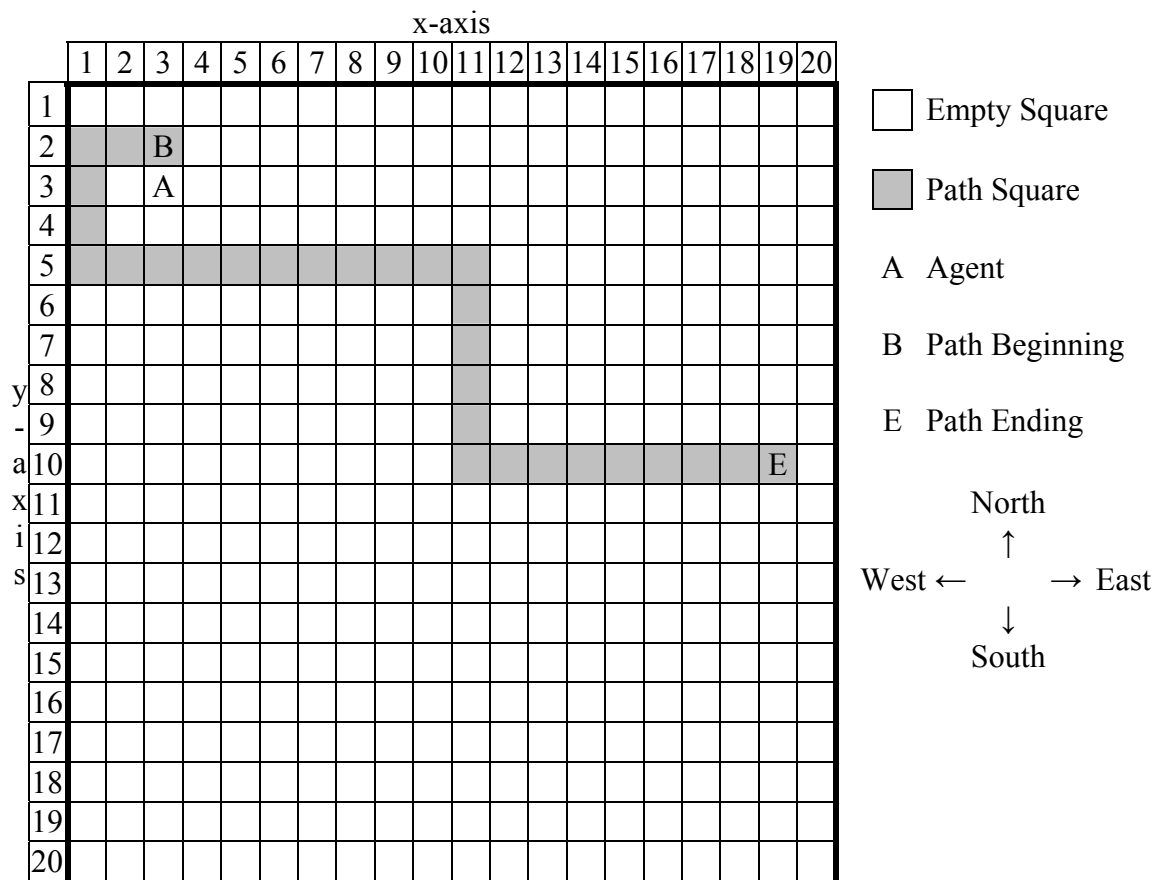 x-axis
1 2 3 4 5 6 7 8 9 10 11 12 13 14 15 16 17 18 19 20
1
2 B
3 A
4
5
6
7
8
9
10 E
11
12
13
14
15
16
17
18
19
20
y-axis
Empty Square
Path Square
A Agent
B Path Beginning
E Path Ending
North
↑
West ← → East
↓
South